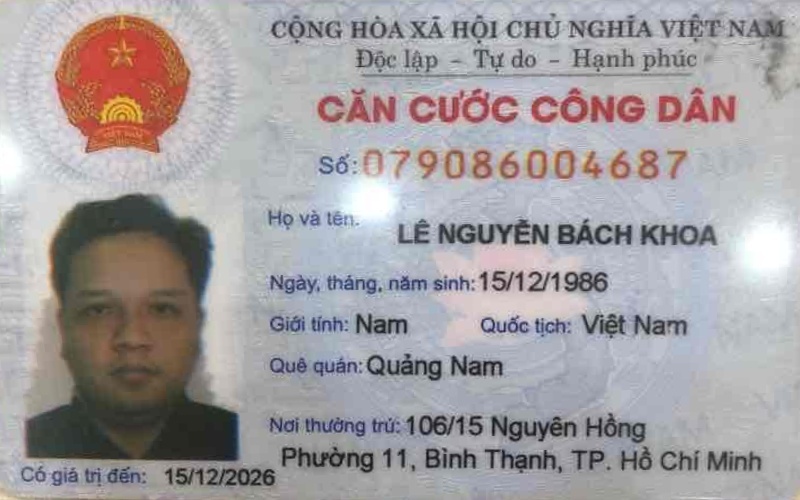 CỘNG HÒA XÃ HỘI CHỦ NGHĨA VIỆT NAM
Độc lập - Tự do - Hạnh phúc
CĂN CƯỚC CÔNG DÂN
Số: 079086004687
Họ và tên: LÊ NGUYỄN BÁCH KHOA
Ngày, tháng, năm sinh: 15/12/1986
Giới tính: Nam Quốc tịch: Việt Nam
Quê quán: Quảng Nam
Nơi thường trú: 106/15 Nguyên Hồng
Phường 11, Bình Thạnh, TP. Hồ Chí Minh
Có giá trị đến: 15/12/2026
VIỆT NAM